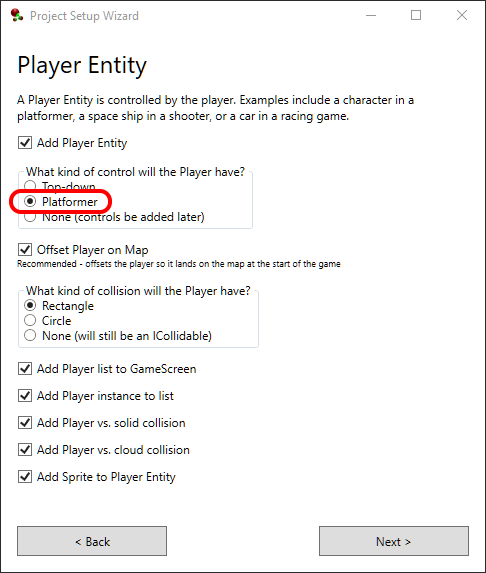 Project Setup Wizard
Player Entity
A Player Entity is controlled by the player. Examples include a character in a
platformer, a space ship in a shooter, or a car in a racing game.
Add Player Entity
What kind of control will the Player have?
Top-down
Platformer
None (controls be added later)
Offset Player on Map
Recommended - offsets the player so it lands on the map at the start of the game
What kind of collision will the Player have?
Rectangle
Circle
None (will still be an ICollidable)
Add Player list to GameScreen
Add Player instance to list
Add Player vs. solid collision
Add Player vs. cloud collision
Add Sprite to Player Entity
< Back
Next >